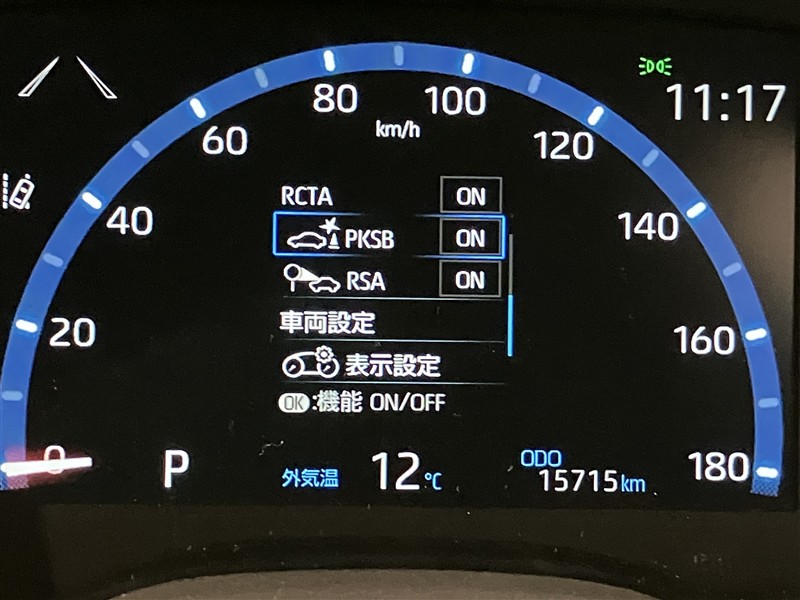 11:17
80
100
km/h
60
120
RCTA ON
40
140
PKSB ON
RSA ON
車両設定
20
160
表示設定
OK:機能 ON/OFF
0
P
外気温 12℃
ODO
15715km
180